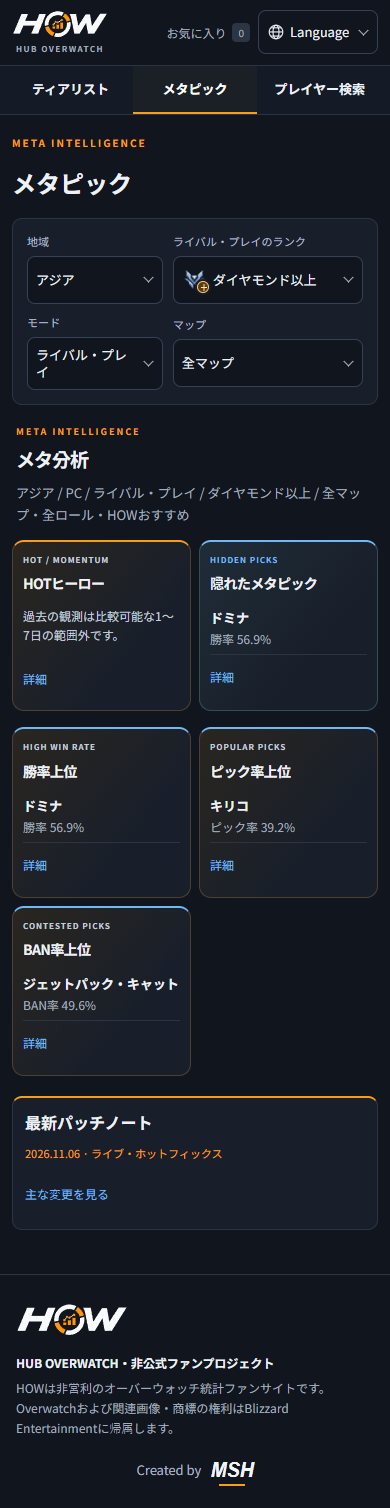 HOW
HUB OVERWATCH
お気に入り 0
Language
ティアリスト メタピック プレイヤー検索
META INTELLIGENCE
メタピック
地域 ライバル・プレイのランク
アジア ダイヤモンド以上
モード マップ
ライバル・プレ
イ
全マップ
META INTELLIGENCE
メタ分析
アジア / PC / ライバル・プレイ / ダイヤモンド以上 / 全マッ
プ・全ロール・HOWおすすめ
HOT / MOMENTUM
HOTヒーロー
過去の観測は比較可能な1〜
7日の範囲外です。
詳細
HIDDEN PICKS
隠れたメタピック
ドミナ
勝率 56.9%
詳細
HIGH WIN RATE
勝率上位
ドミナ
勝率 56.9%
詳細
POPULAR PICKS
ピック率上位
キリコ
ピック率 39.2%
詳細
CONTESTED PICKS
BAN率上位
ジェットパック・キャット
BAN率 49.6%
詳細
最新パッチノート
2026.11.06 · ライブ・ホットフィックス
主な変更を見る
HOW
HUB OVERWATCH・非公式ファンプロジェクト
HOWは非営利のオーバーウォッチ統計ファンサイトです。
Overwatchおよび関連画像・商標の権利はBlizzard
Entertainmentに帰属します。
Created by MSH